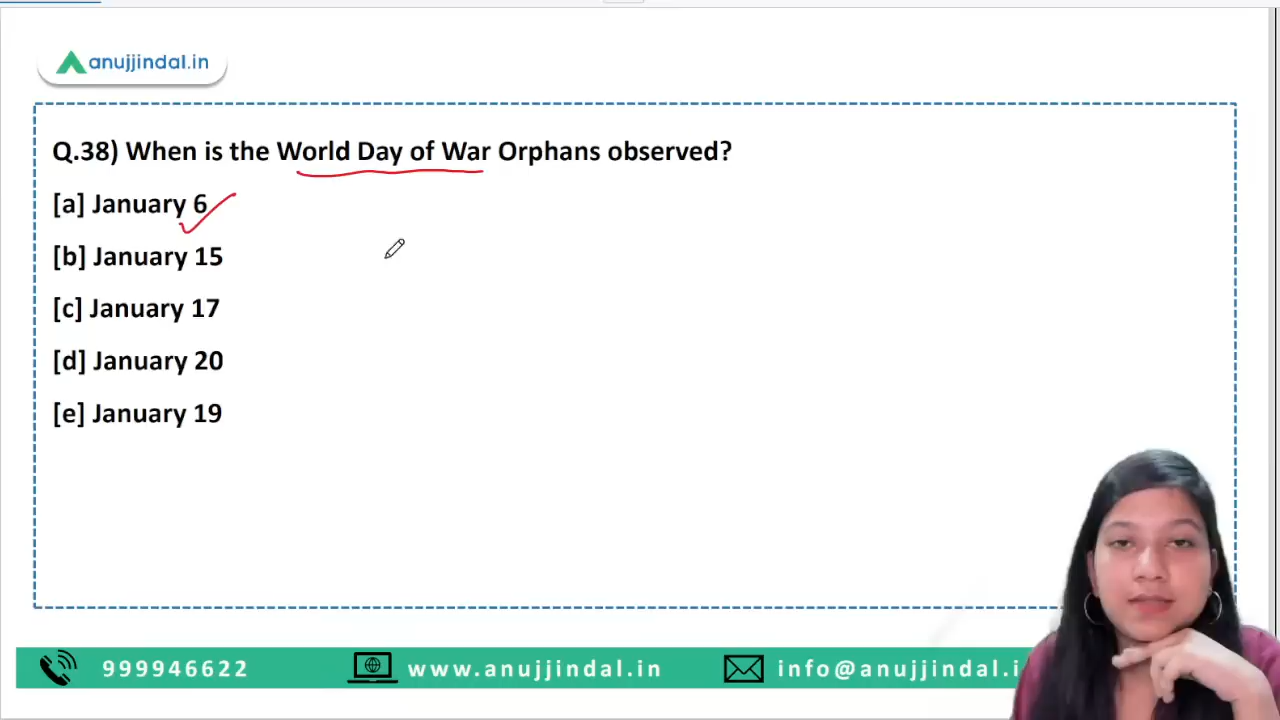 anujjindal.in
Q.38) When is the World Day of War Orphans observed?
[a] January 6
[b] January 15
[c] January 17
[d] January 20
[e] January 19
999946622
www.anujjindal.in
info@anujjindal.i